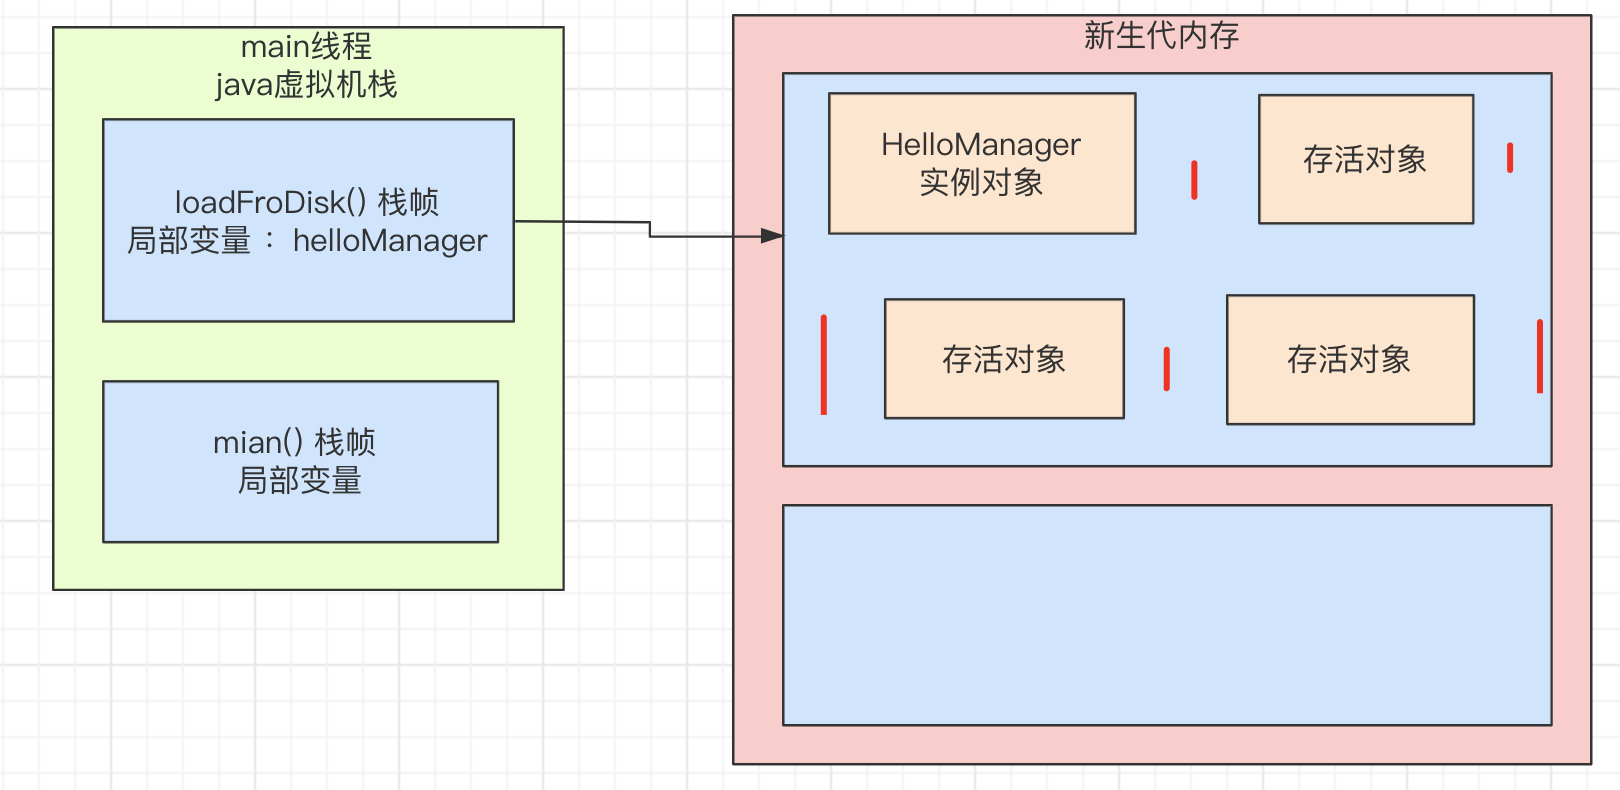 main线程
java虚拟机栈
loadFroDisk() 栈帧
局部变量 ： helloManager
mian() 栈帧
局部变量
新生代内存
HelloManager
实例对象
存活对象
存活对象
存活对象